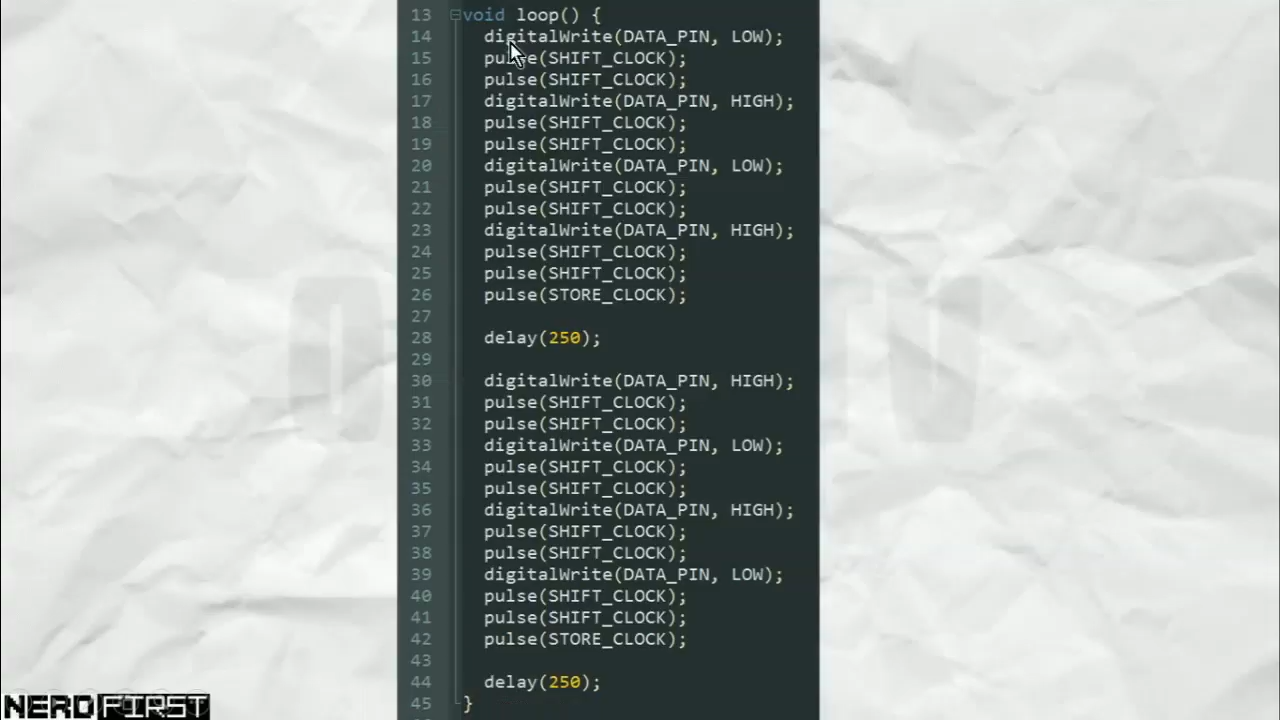 13 void loop() {
14 digitalWrite(DATA_PIN, LOW);
15 pulse(SHIFT_CLOCK);
16 pulse(SHIFT_CLOCK);
17 digitalWrite(DATA_PIN, HIGH);
18 pulse(SHIFT_CLOCK);
19 pulse(SHIFT_CLOCK);
20 digitalWrite(DATA_PIN, LOW);
21 pulse(SHIFT_CLOCK);
22 pulse(SHIFT_CLOCK);
23 digitalWrite(DATA_PIN, HIGH);
24 pulse(SHIFT_CLOCK);
25 pulse(SHIFT_CLOCK);
26 pulse(STORE_CLOCK);
27
28 delay(250);
29
30 digitalWrite(DATA_PIN, HIGH);
31 pulse(SHIFT_CLOCK);
32 pulse(SHIFT_CLOCK);
33 digitalWrite(DATA_PIN, LOW);
34 pulse(SHIFT_CLOCK);
35 pulse(SHIFT_CLOCK);
36 digitalWrite(DATA_PIN, HIGH);
37 pulse(SHIFT_CLOCK);
38 pulse(SHIFT_CLOCK);
39 digitalWrite(DATA_PIN, LOW);
40 pulse(SHIFT_CLOCK);
41 pulse(SHIFT_CLOCK);
42 pulse(STORE_CLOCK);
43
44 delay(250);
45 }
NERDFIRST